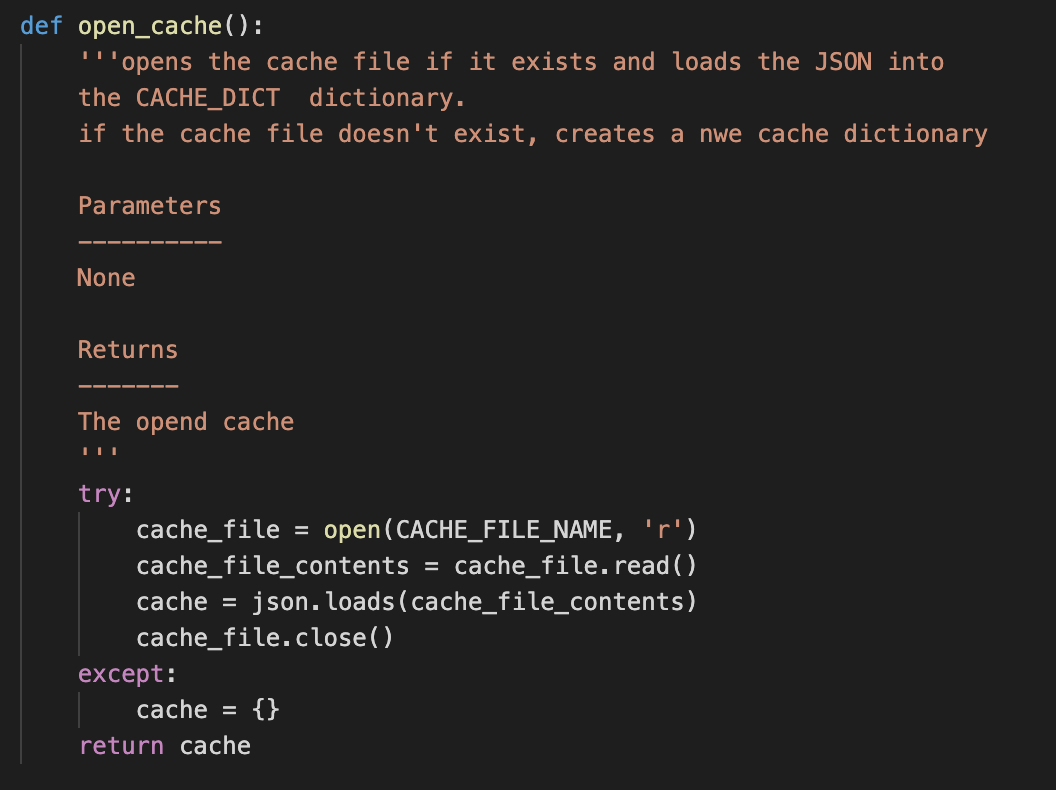 def open_cache():
    '''opens the cache file if it exists and loads the JSON into
    the CACHE_DICT  dictionary.
    if the cache file doesn't exist, creates a nwe cache dictionary

    Parameters
    ----------
    None

    Returns
    -------
    The opend cache
    '''
    try:
        cache_file = open(CACHE_FILE_NAME, 'r')
        cache_file_contents = cache_file.read()
        cache = json.loads(cache_file_contents)
        cache_file.close()
    except:
        cache = {}
    return cache